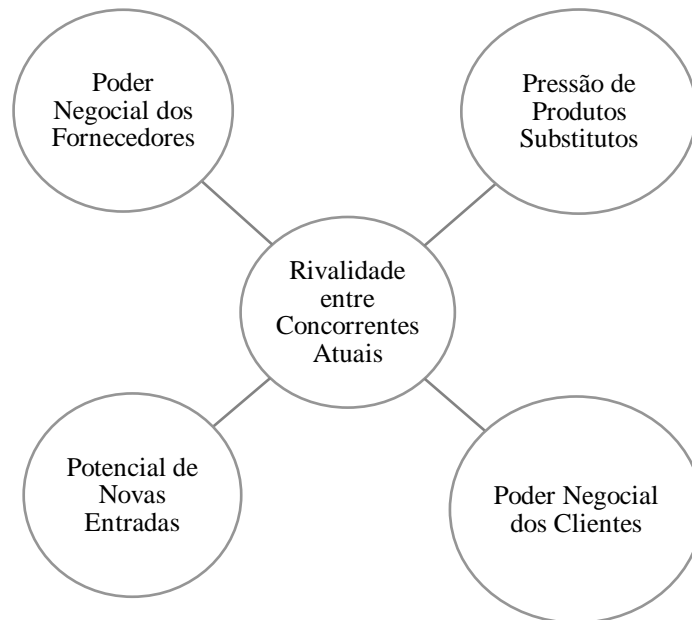 Poder
Negocial dos
Fornecedores
Pressão de
Produtos
Substitutos
Rivalidade
entre
Concorrentes
Atuais
Potencial de
Novas
Entradas
Poder Negocial
dos Clientes